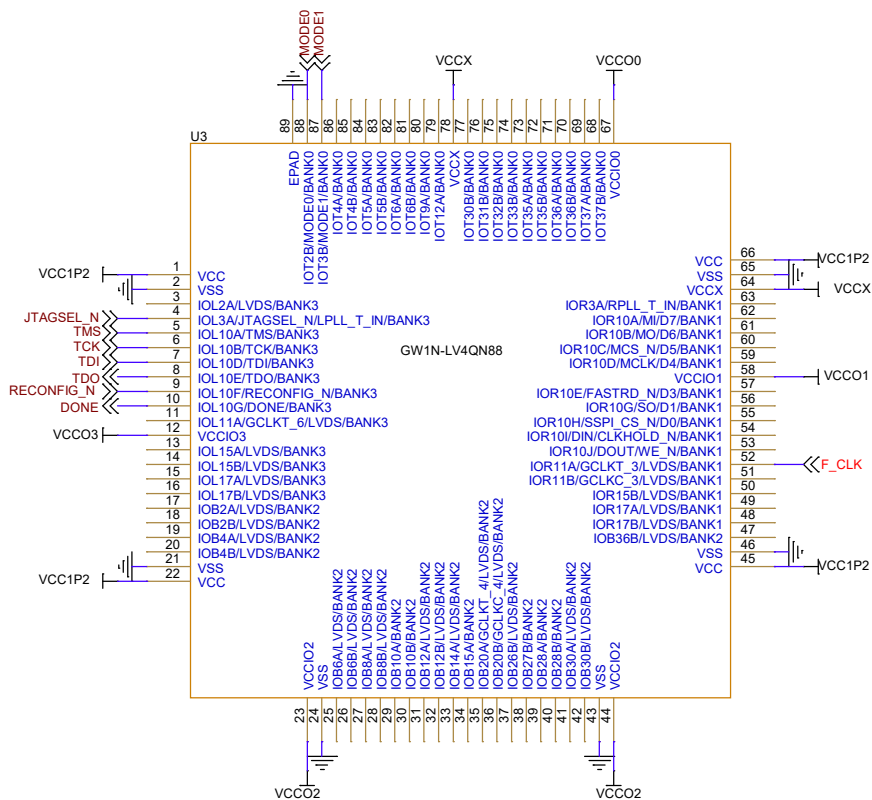 MODE0
MODE1
VCCX
VCCO0
89
88
87
86
85
84
83
82
81
80
79
78
77
76
75
74
73
72
71
70
69
68
67
U3
EPAD
IOT2B/MODE0/BANK0
IOT3B/MODE1/BANK0
IOT4A/BANK0
IOT4B/BANK0
IOT5A/BANK0
IOT5B/BANK0
IOT6A/BANK0
IOT6B/BANK0
IOT9A/BANK0
IOT12A/BANK0
VCCX
IOT30B/BANK0
IOT31B/BANK0
IOT32B/BANK0
IOT33B/BANK0
IOT35A/BANK0
IOT35B/BANK0
IOT36A/BANK0
IOT36B/BANK0
IOT37A/BANK0
IOT37B/BANK0
VCCIO0
VCC1P2 1 VCC
2 VSS
3 IOL2A/LVDS/BANK3
JTAGSEL_N 4 IOL3A/JTAGSEL_N/LPLL_T_IN/BANK3
TMS 5 IOL10A/TMS/BANK3
TCK 6 IOL10B/TCK/BANK3
TDI 7 IOL10D/TDI/BANK3
TDO 8 IOL10E/TDO/BANK3
RECONFIG_N 9 IOL10F/RECONFIG_N/BANK3
DONE 10 IOL10G/DONE/BANK3
11 IOL11A/GCLKT_6/LVDS/BANK3
VCCO3 12 VCCIO3
13 IOL15A/LVDS/BANK3
14 IOL15B/LVDS/BANK3
15 IOL17A/LVDS/BANK3
16 IOL17B/LVDS/BANK3
17 IOB2A/LVDS/BANK2
18 IOB2B/LVDS/BANK2
19 IOB4A/LVDS/BANK2
20 IOB4B/LVDS/BANK2
21 VSS
VCC1P2 22 VCC
GW1N-LV4QN88
VCC 66 VCC1P2
VSS 65
VCCX 64 VCCX
IOR3A/RPLL_T_IN/BANK1 63
IOR10A/MI/D7/BANK1 62
IOR10B/MO/D6/BANK1 61
IOR10C/MCS_N/D5/BANK1 60
IOR10D/MCLK/D4/BANK1 59
VCCIO1 58 VCCO1
IOR10E/FASTRD_N/D3/BANK1 57
IOR10G/SO/D1/BANK1 56
IOR10H/SSPI_CS_N/D0/BANK1 55
IOR10I/DIN/CLKHOLD_N/BANK1 54
IOR10J/DOUT/WE_N/BANK1 53
IOR11A/GCLKT_3/LVDS/BANK1 52 F_CLK
IOR11B/GCLKC_3/LVDS/BANK1 51
IOR15B/LVDS/BANK1 50
IOR17A/LVDS/BANK1 49
IOR17B/LVDS/BANK1 48
IOB36B/LVDS/BANK2 47
VSS 46
VCC 45 VCC1P2
VCCIO2
VSS
IOB6A/LVDS/BANK2
IOB6B/LVDS/BANK2
IOB8A/LVDS/BANK2
IOB8B/LVDS/BANK2
IOB10A/BANK2
IOB10B/BANK2
IOB12A/LVDS/BANK2
IOB12B/LVDS/BANK2
IOB14A/LVDS/BANK2
IOB15A/BANK2
IOB20A/GCLKT_4/LVDS/BANK2
IOB20B/GCLKC_4/LVDS/BANK2
IOB26B/LVDS/BANK2
IOB27B/BANK2
IOB28A/BANK2
IOB28B/BANK2
IOB30A/LVDS/BANK2
IOB30B/LVDS/BANK2
VSS
VCCIO2
23
24
25
26
27
28
29
30
31
32
33
34
35
36
37
38
39
40
41
42
43
44
VCCO2
VCCO2